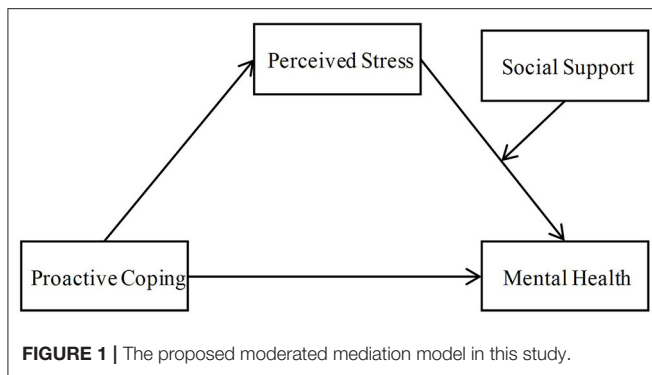 Perceived Stress
Social Support
Proactive Coping
Mental Health
FIGURE 1 | The proposed moderated mediation model in this study.